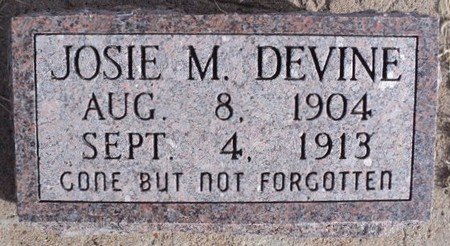 JOSIE M. DEVINE
AUG. 8, 1904
SEPT. 4, 1913
GONE BUT NOT FORGOTTEN